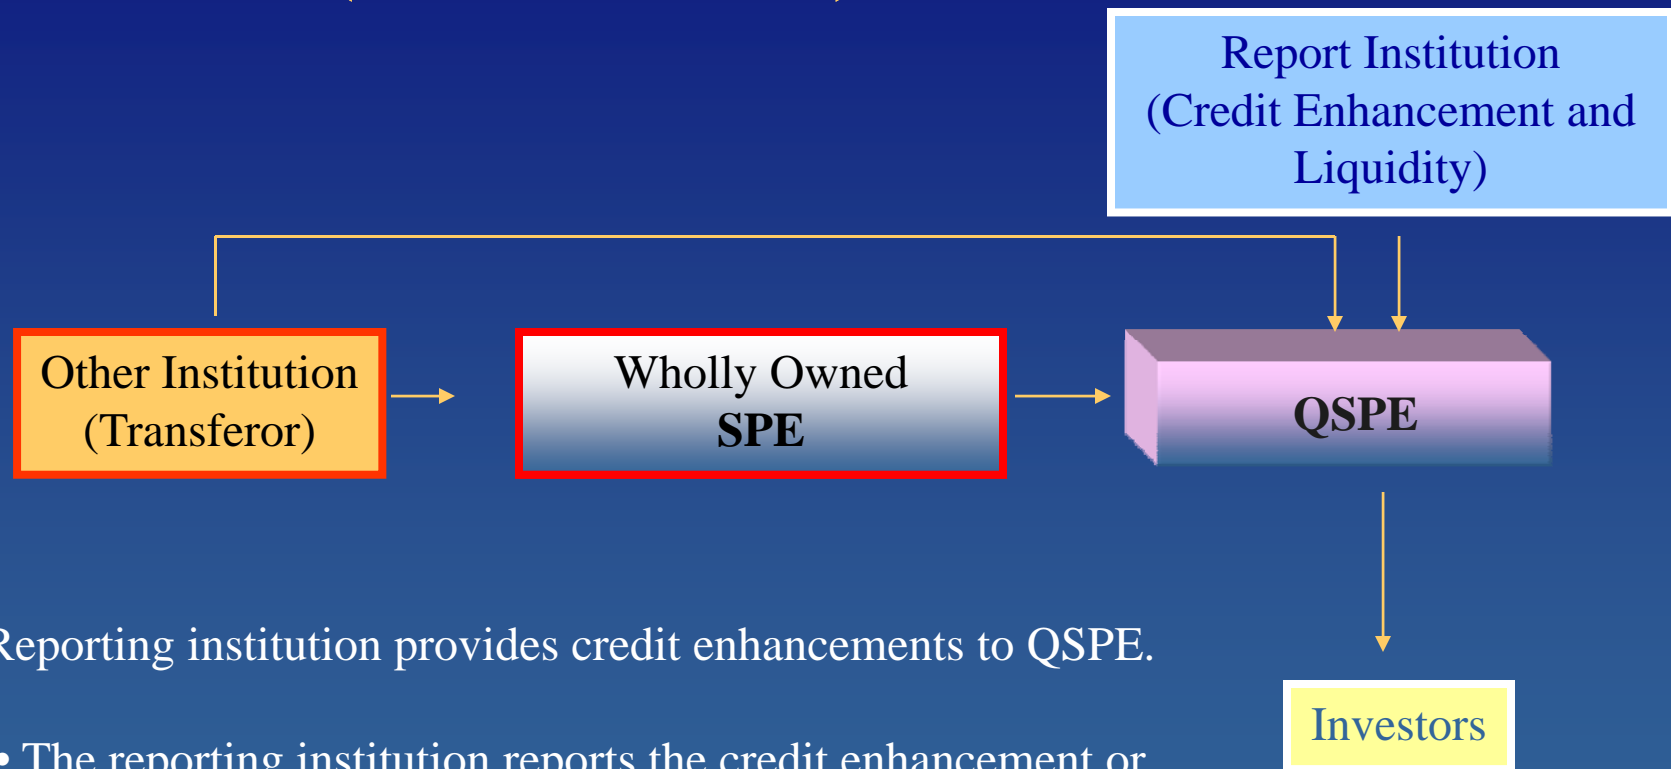 Report Institution
(Credit Enhancement and
Liquidity)
Other Institution
(Transferor)
Wholly Owned
SPE
QSPE
Reporting institution provides credit enhancements to QSPE.
Investors
• The reporting institution reports the credit enhancement or